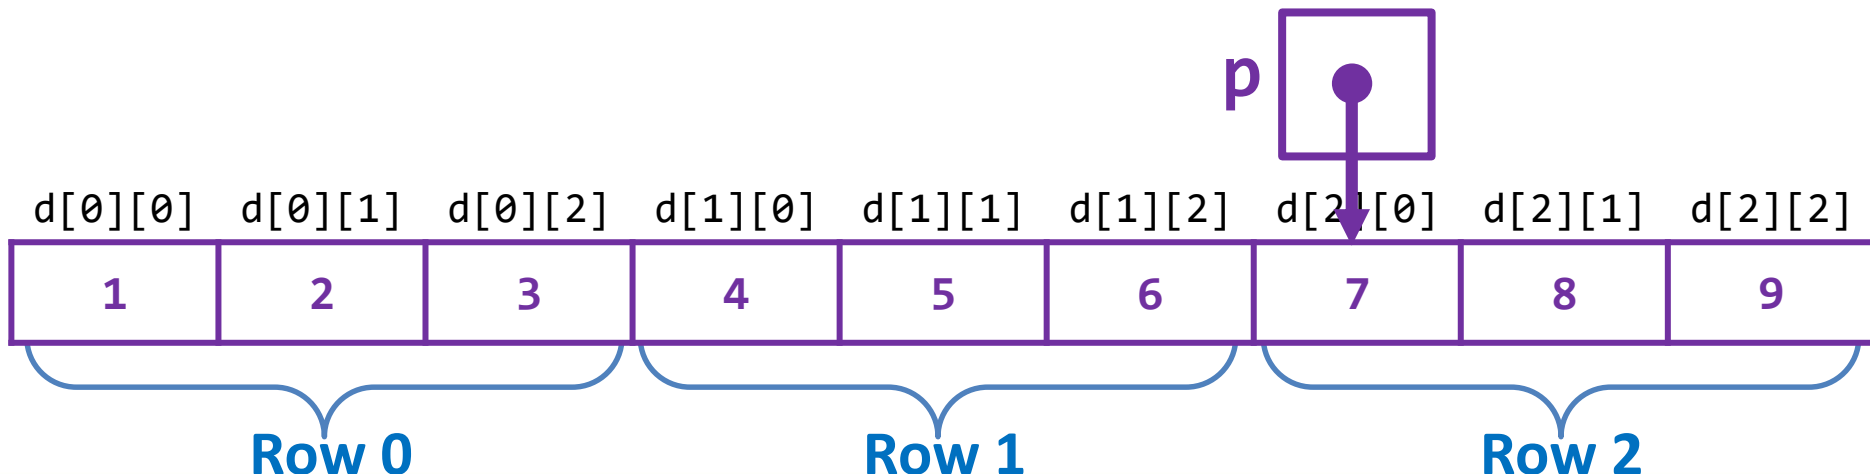 p
d[0][0] d[0][1] d[0][2] d[1][0] d[1][1] d[1][2] d[2][0] d[2][1] d[2][2]
1 2 3 4 5 6 7 8 9
Row 0 Row 1 Row 2